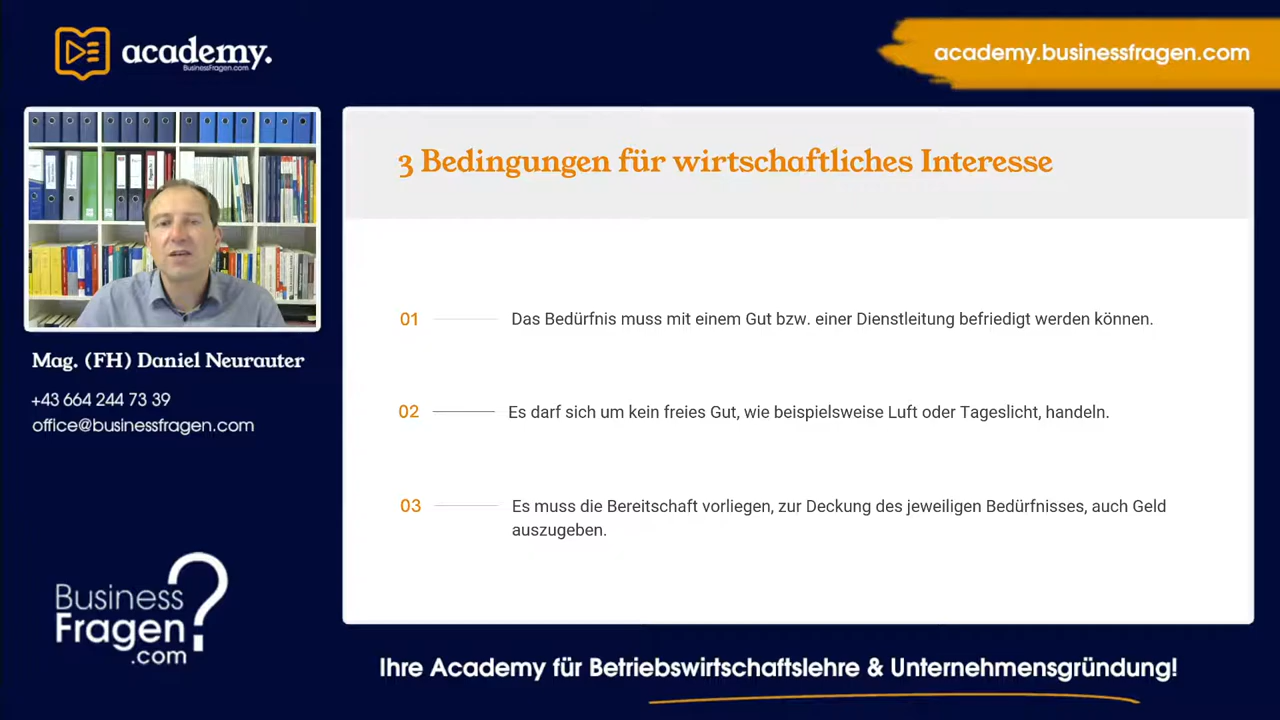 academy.
BusinessFragen.com
academy.businessfragen.com
3 Bedingungen für wirtschaftliches Interesse
01 Das Bedürfnis muss mit einem Gut bzw. einer Dienstleitung befriedigt werden können.
02 Es darf sich um kein freies Gut, wie beispielsweise Luft oder Tageslicht, handeln.
03 Es muss die Bereitschaft vorliegen, zur Deckung des jeweiligen Bedürfnisses, auch Geld
auszugeben.
Mag. (FH) Daniel Neurauter
+43 664 244 73 39
office@businessfragen.com
Business
Fragen
.com
?
Ihre Academy für Betriebswirtschaftslehre & Unternehmensgründung!